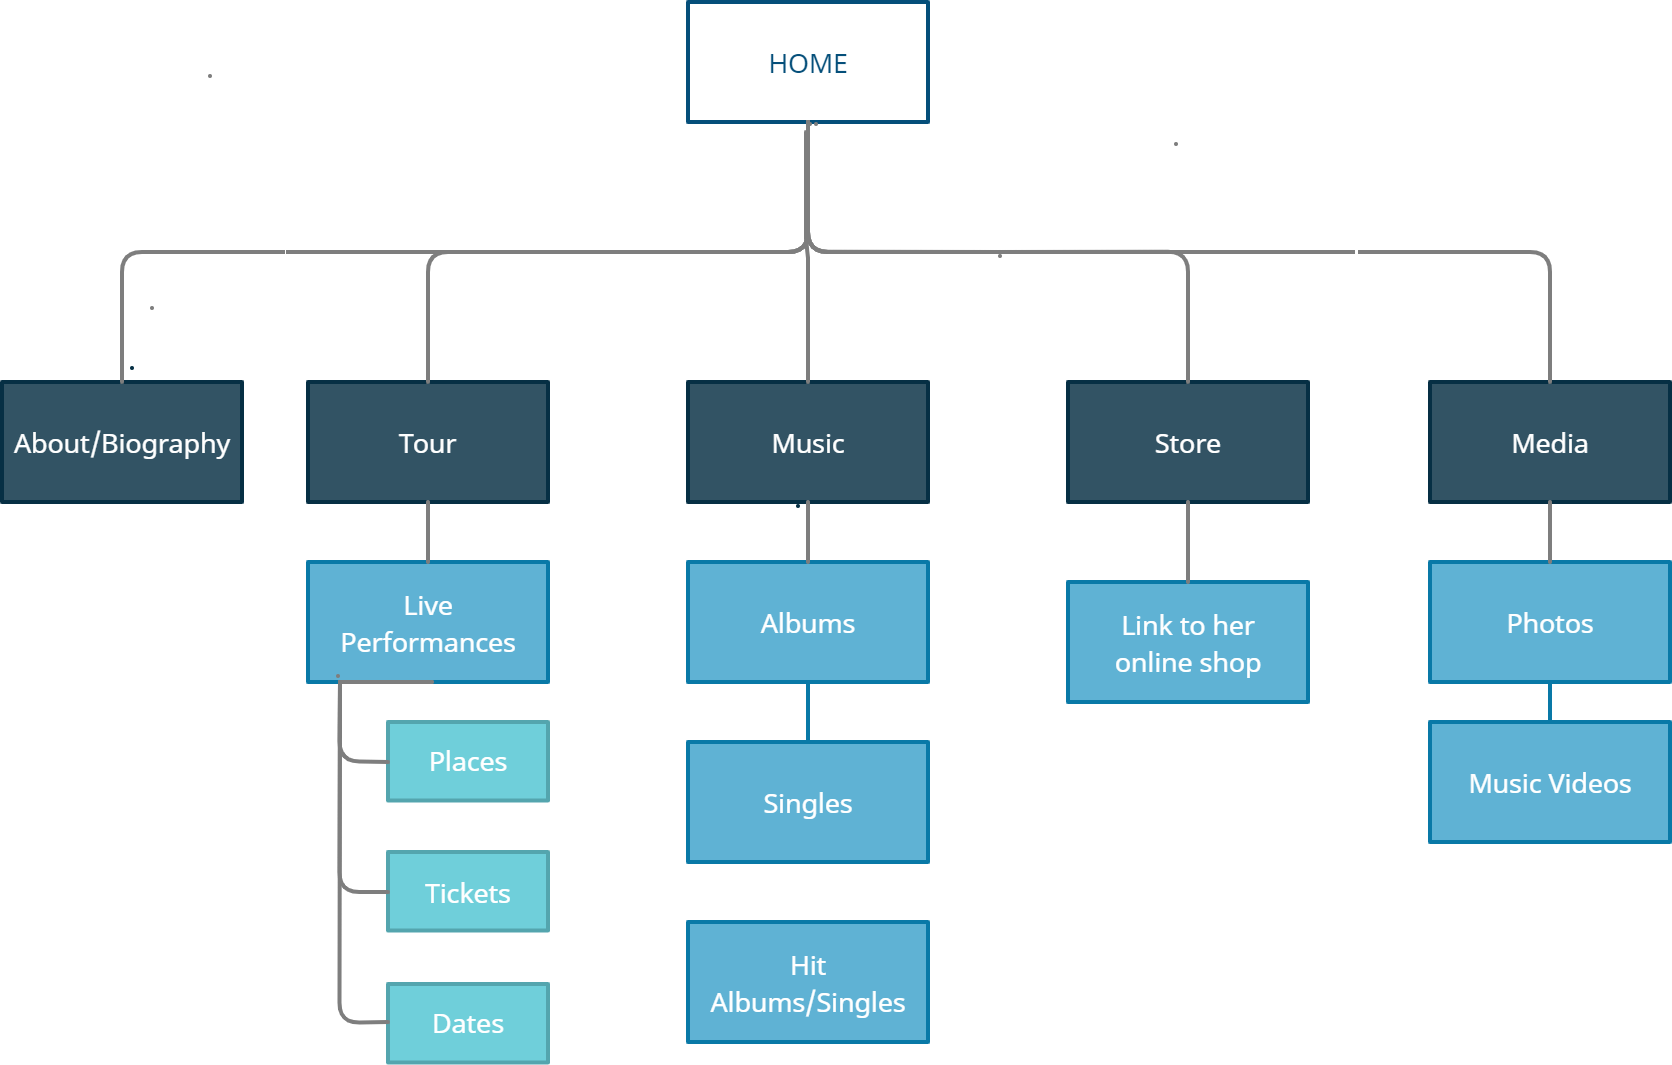 HOME
About/Biography
Tour
Music
Store
Media
Live
Performances
Albums
Link to her
online shop
Photos
Places
Singles
Music Videos
Tickets
Hit
Albums/Singles
Dates